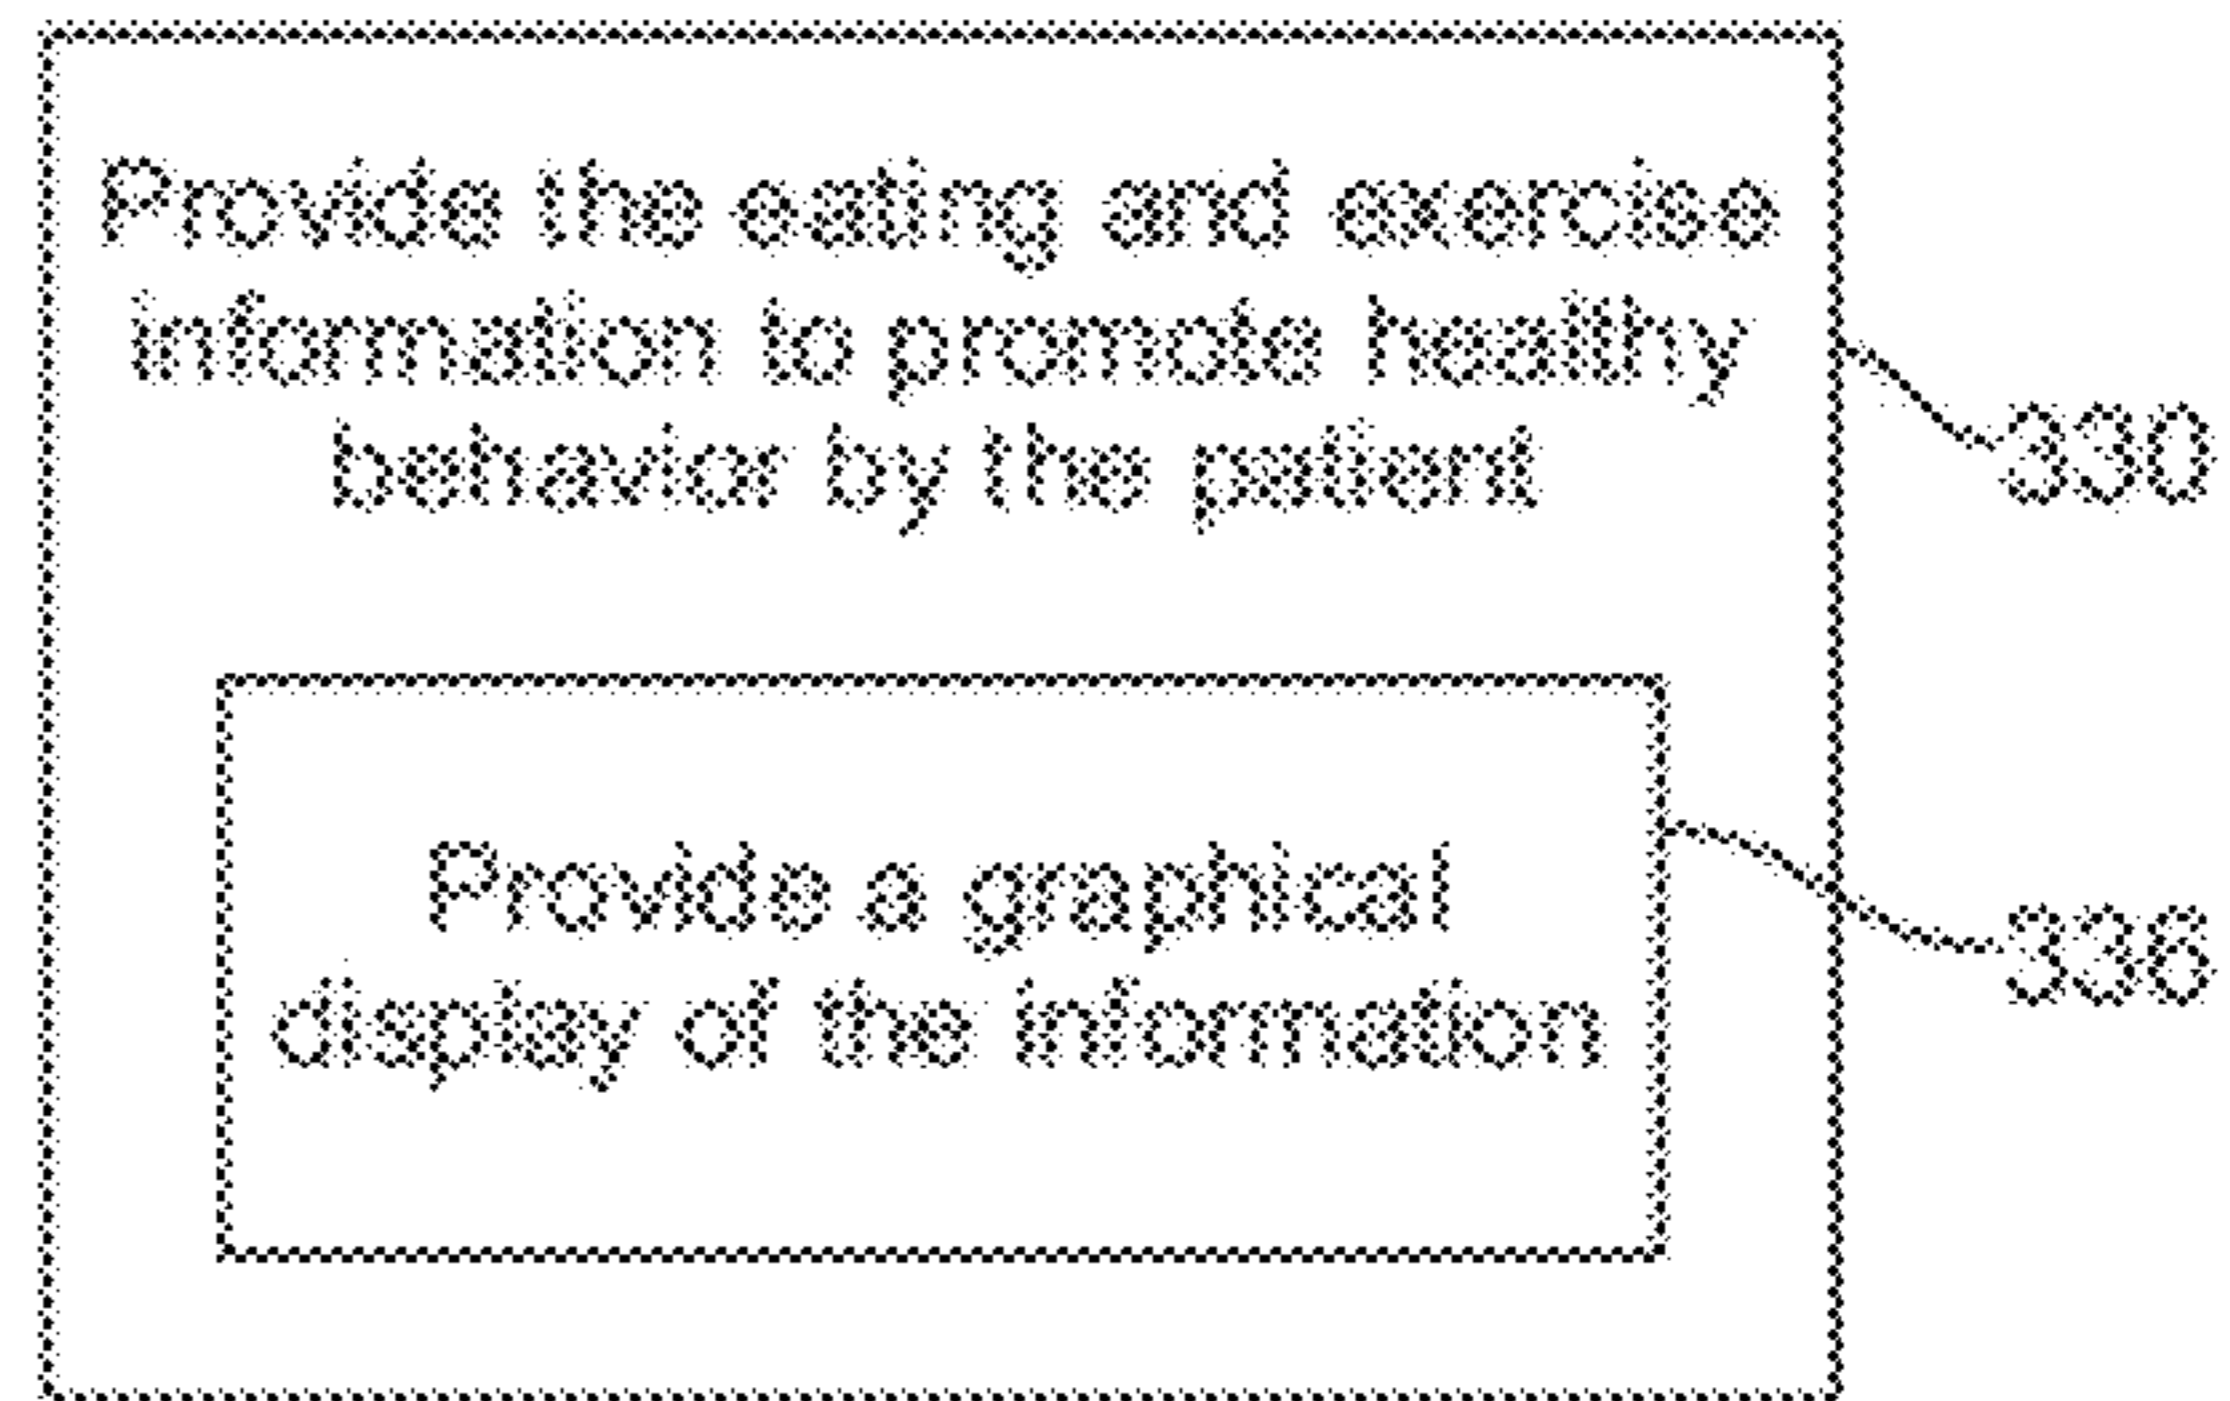 Provide the eating and exercise
information to promote healthy
behavior by the patient
330
Provide a graphical
display of the information
336